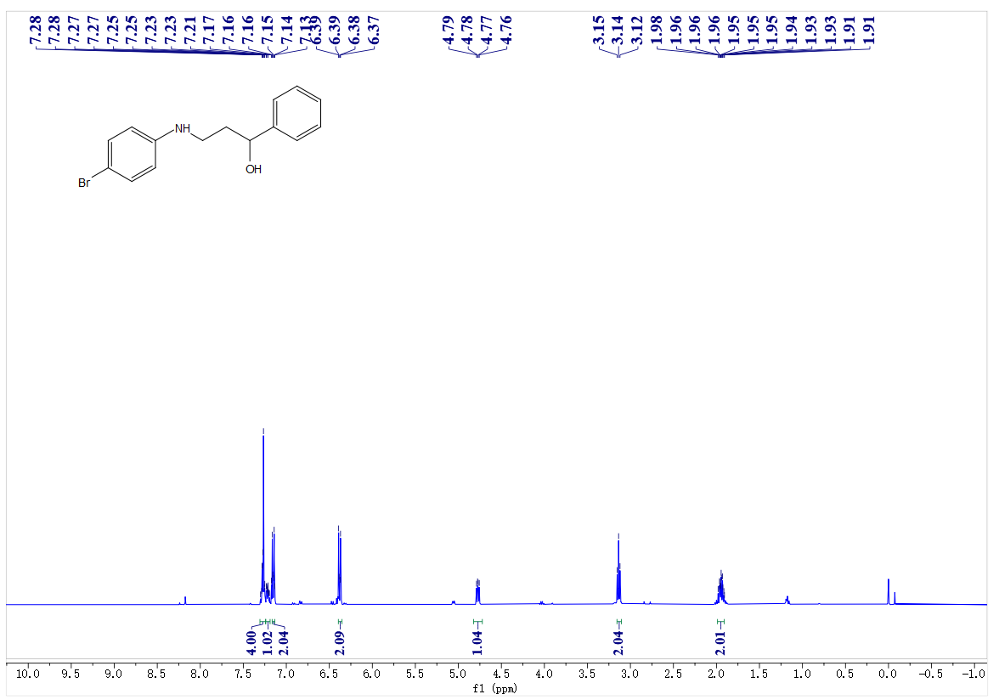 7.28 7.28 7.27 7.27 7.25 7.25 7.23 7.23 7.21 7.17 7.16 7.16 7.15 7.14 7.13 6.39 6.39 6.38 6.37 4.79 4.78 4.77 4.76 3.15 3.14 3.12 1.98 1.96 1.96 1.96 1.95 1.95 1.95 1.94 1.93 1.93 1.91 1.91
NH
OH
Br
4.00 1.02 2.04 2.09 1.04 2.04 2.01
10.0 9.5 9.0 8.5 8.0 7.5 7.0 6.5 6.0 5.5 5.0 4.5 4.0 3.5 3.0 2.5 2.0 1.5 1.0 0.5 0.0 -0.5 -1.0
f1 (ppm)